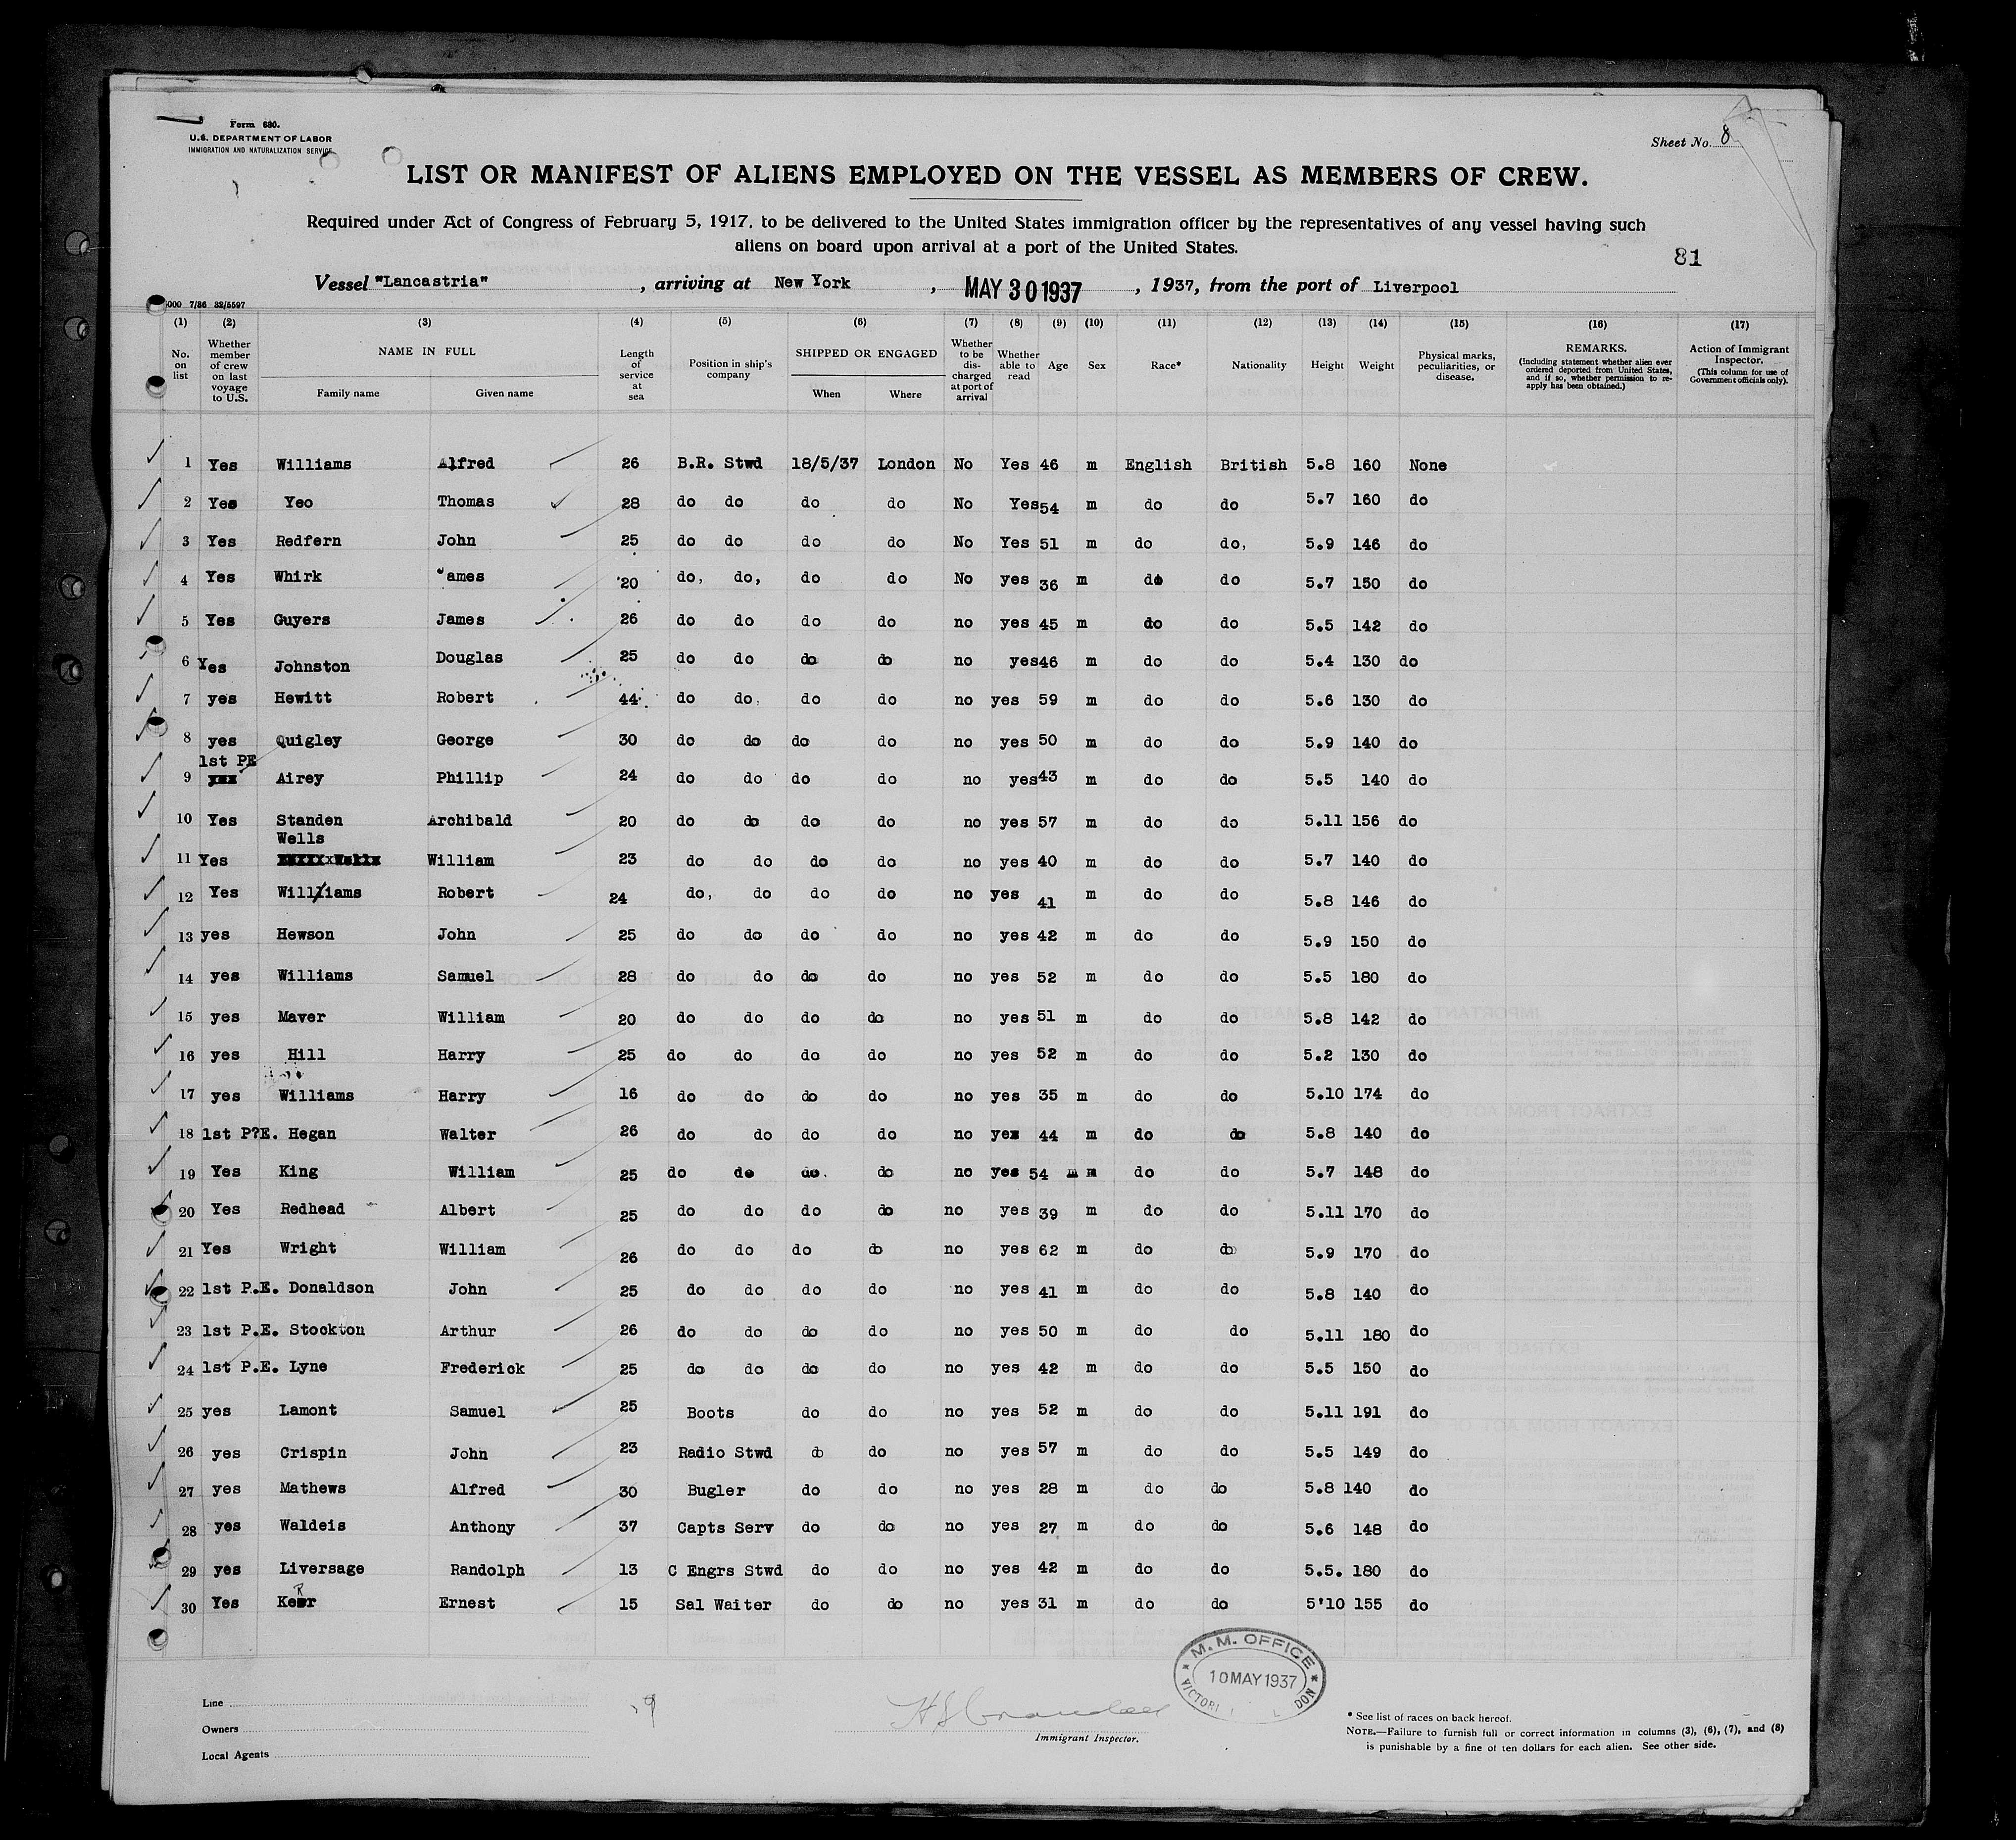 Form 680.
U.S. DEPARTMENT OF LABOR
IMMIGRATION AND NATURALIZATION SERVICE
Sheet No. 8
LIST OR MANIFEST OF ALIENS EMPLOYED ON THE VESSEL AS MEMBERS OF CREW.
Required under Act of Congress of February 5, 1917, to be delivered to the United States immigration officer by the representatives of any vessel having such
aliens on board upon arrival at a port of the United States.
81
Vessel "Lancastria", arriving at New York, MAY 30 1937, 1937, from the port of Liverpool
000 7/36 32/5597
(1) (2) (3) (4) (5) (6) (7) (8) (9) (10) (11) (12) (13) (14) (15) (16) (17)
No. on list Whether member of crew on last voyage to U.S. NAME IN FULL Length of service at sea Position in ship's company SHIPPED OR ENGAGED Whether to be discharged at port of arrival Whether able to read Age Sex Race* Nationality Height Weight Physical marks, peculiarities, or disease. REMARKS. (Including statement whether alien ever ordered deported from United States, and if so, whether permission to re-apply has been obtained.) Action of Immigrant Inspector. (This column for use of Government officials only).
Family name Given name When Where
1 Yes Williams Alfred 26 B.R. Stwd 18/5/37 London No Yes 46 m English British 5.8 160 None
2 Yes Yeo Thomas 28 do do do do No Yes 54 m do do 5.7 160 do
3 Yes Redfern John 25 do do do do No Yes 51 m do do, 5.9 146 do
4 Yes Whirk James 20 do, do, do do No yes 36 m do do 5.7 150 do
5 Yes Guyers James 26 do do do do no yes 45 m do do 5.5 142 do
6 Yes Johnston Douglas 25 do do do do no yes 46 m do do 5.4 130 do
7 yes Hewitt Robert 44 do do do do no yes 59 m do do 5.6 130 do
8 yes Quigley George 30 do do do do no yes 50 m do do 5.9 140 do
1st PE
9 Airey Phillip 24 do do do do no yes 43 m do do 5.5 140 do
10 Yes Standen Archibald 20 do do do do no yes 57 m do do 5.11 156 do
Wells
11 Yes William 23 do do do do no yes 40 m do do 5.7 140 do
12 Yes Willliams Robert 24 do, do do do no yes 41 m do do 5.8 146 do
13 yes Hewson John 25 do do do do no yes 42 m do do 5.9 150 do
14 yes Williams Samuel 28 do do do do no yes 52 m do do 5.5 180 do
15 yes Maver William 20 do do do do no yes 51 m do do 5.8 142 do
16 yes Hill Harry 25 do do do do no yes 52 m do do 5.2 130 do
17 yes Williams Harry 16 do do do do no yes 35 m do do 5.10 174 do
18 1st P?E. Hegan Walter 26 do do do do no yes 44 m do do 5.8 140 do
19 Yes King William 25 do do do. do no yes 54 m m do do 5.7 148 do
20 Yes Redhead Albert 25 do do do do no yes 39 m do do 5.11 170 do
21 Yes Wright William 26 do do do do no yes 62 m do do 5.9 170 do
22 1st P.E. Donaldson John 25 do do do do no yes 41 m do do 5.8 140 do
23 1st P.E. Stockton Arthur 26 do do do do no yes 50 m do do 5.11 180 do
24 1st P.E. Lyne Frederick 25 do do do do no yes 42 m do do 5.5 150 do
25 yes Lamont Samuel 25 Boots do do no yes 52 m do do 5.11 191 do
26 yes Crispin John 23 Radio Stwd do do no yes 57 m do do 5.5 149 do
27 yes Mathews Alfred 30 Bugler do do no yes 28 m do do 5.8 140 do
28 yes Waldeis Anthony 37 Capts Serv do do no yes 27 m do do 5.6 148 do
29 yes Liversage Randolph 13 C Engrs Stwd do do no yes 42 m do do 5.5. 180 do
30 Yes Kerr Ernest 15 Sal Waiter do do no yes 31 m do do 5'10 155 do
M. M. OFFICE
10 MAY 1937
Line
Owners
Local Agents
Immigrant Inspector.
* See list of races on back hereof.
NOTE.—Failure to furnish full or correct information in columns (3), (6), (7), and (8)
is punishable by a fine of ten dollars for each alien. See other side.